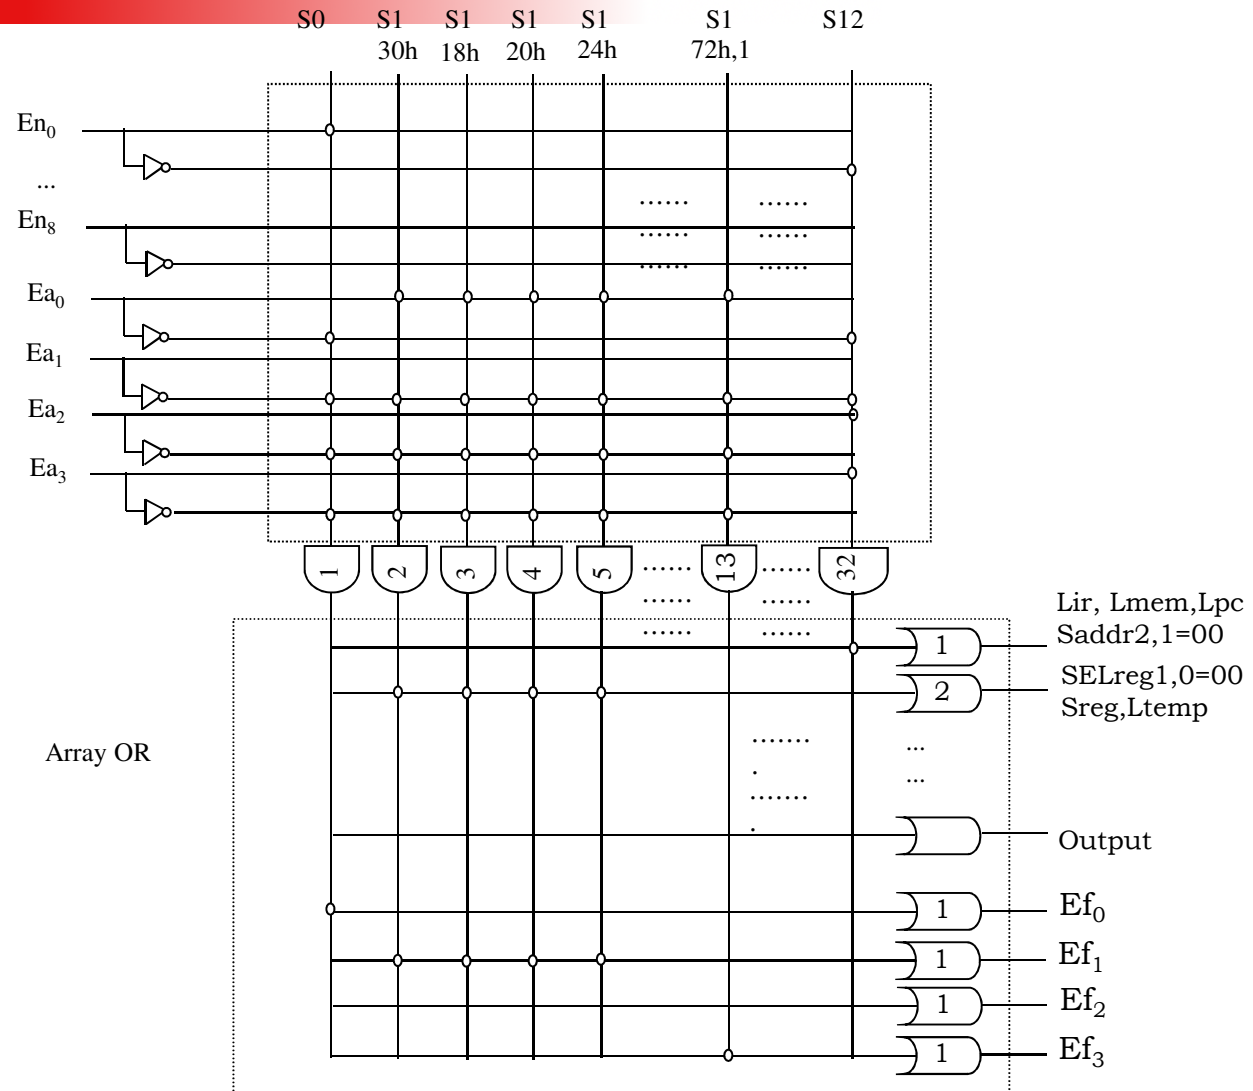 S0 S1 S1 S1 S1 S1 S12
30h 18h 20h 24h 72h,1
En0
...
En8
...... ......
...... ......
...... ......
Ea0
Ea1
Ea2
Ea3
1 2 3 4 5 ...... 13 ...... 32
...... ......
...... ......
Lir, Lmem,Lpc
Saddr2,1=00
1
SELreg1,0=00
Sreg,Ltemp
2
Array OR
....... ...
. ...
.......
.
Output
1 Ef0
1 Ef1
1 Ef2
1 Ef3